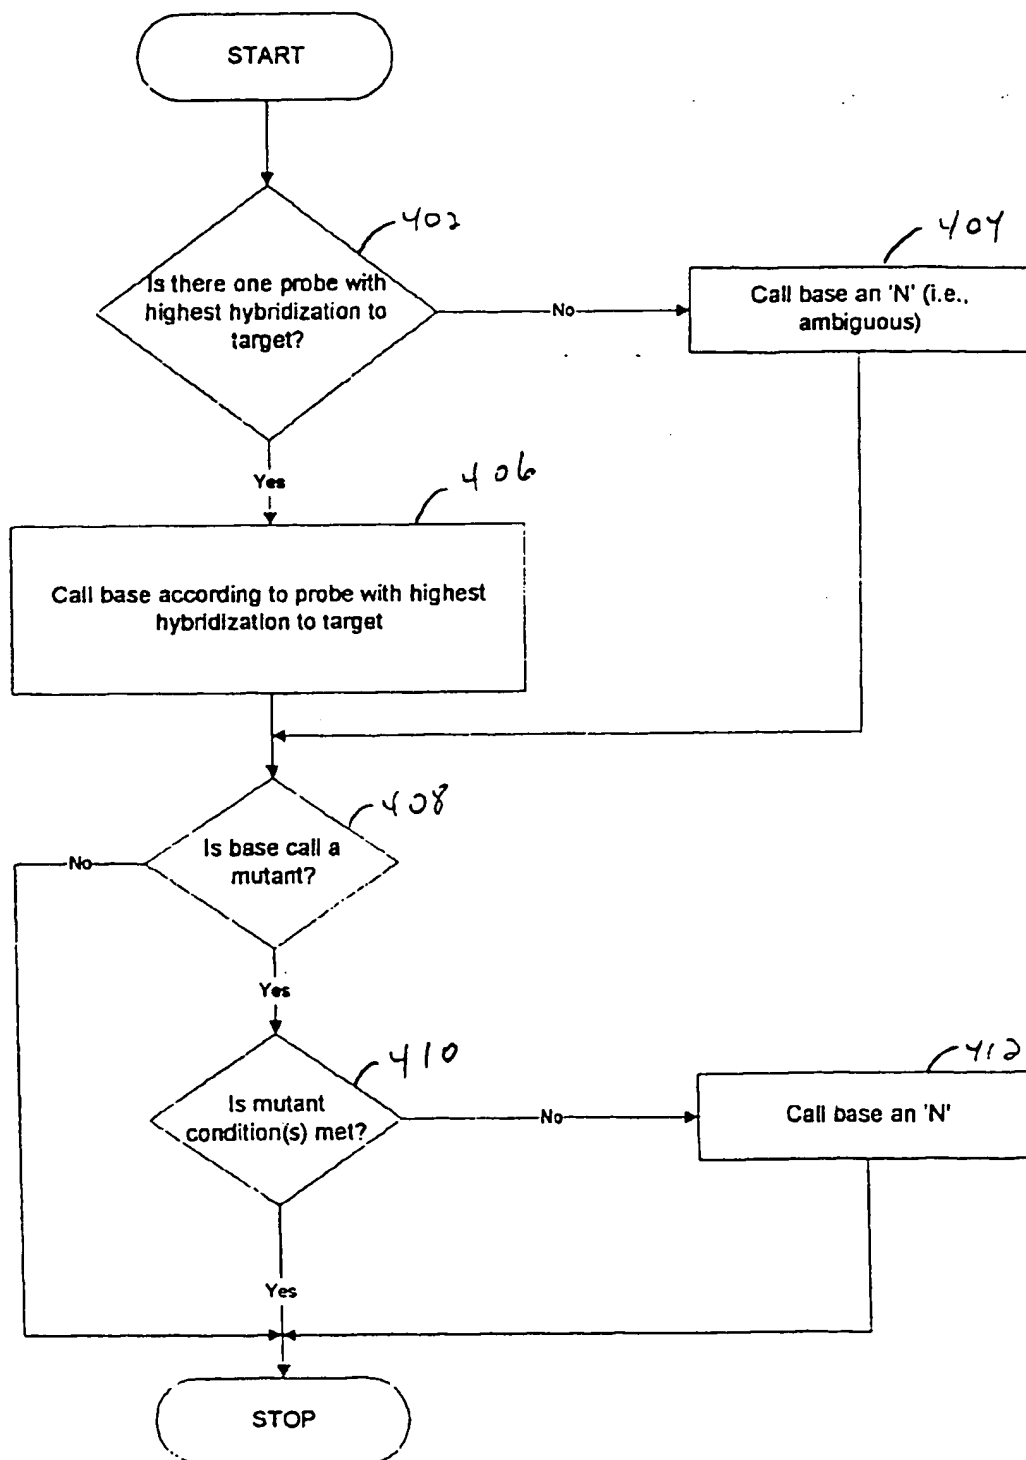 START
402
Is there one probe with
highest hybridization to
target?
No
404
Call base an 'N' (i.e.,
ambiguous)
Yes
406
Call base according to probe with highest
hybridization to target
408
Is base call a
mutant?
No
Yes
410
Is mutant
condition(s) met?
No
412
Call base an 'N'
Yes
STOP